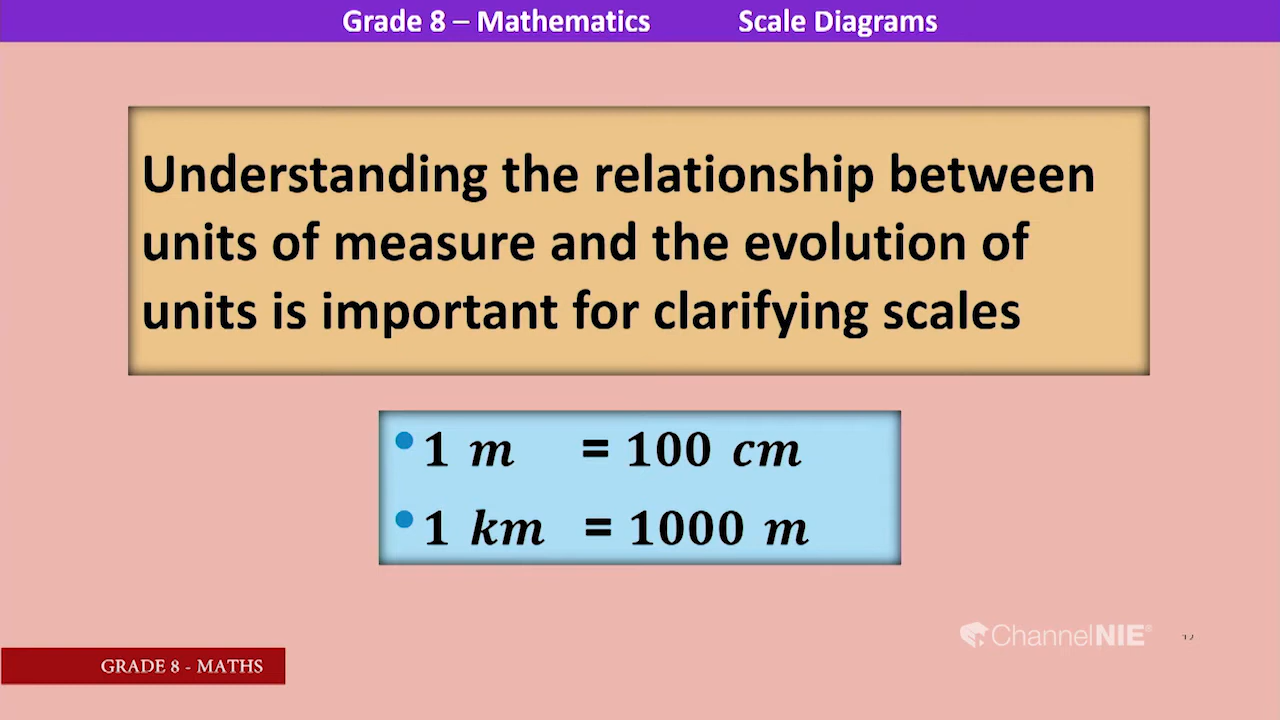 Grade 8 – Mathematics Scale Diagrams
Understanding the relationship between
units of measure and the evolution of
units is important for clarifying scales
• 1 m = 100 cm
• 1 km = 1000 m
ChannelNIE
GRADE 8 - MATHS